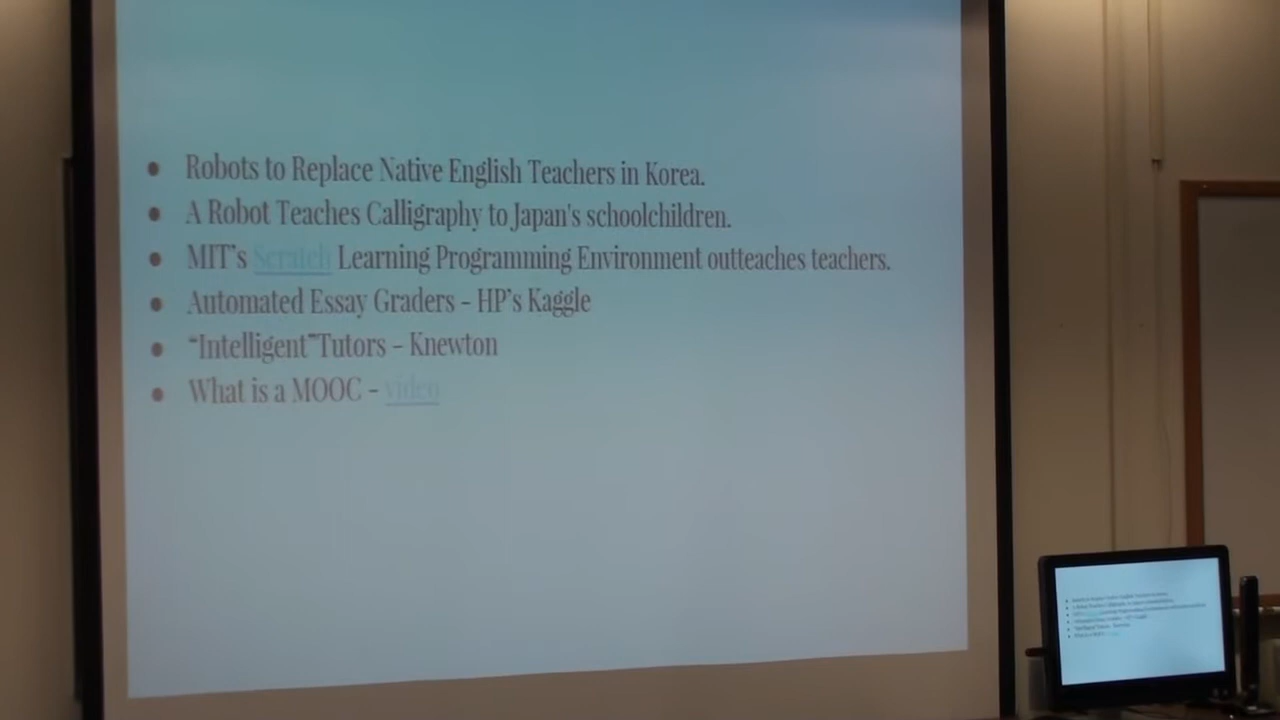 • Robots to Replace Native English Teachers in Korea.
• A Robot Teaches Calligraphy to Japan's schoolchildren.
• MIT's Scratch Learning Programming Environment outteaches teachers.
• Automated Essay Graders - HP's Kaggle
• "Intelligent"Tutors - Knewton
• What is a MOOC - video